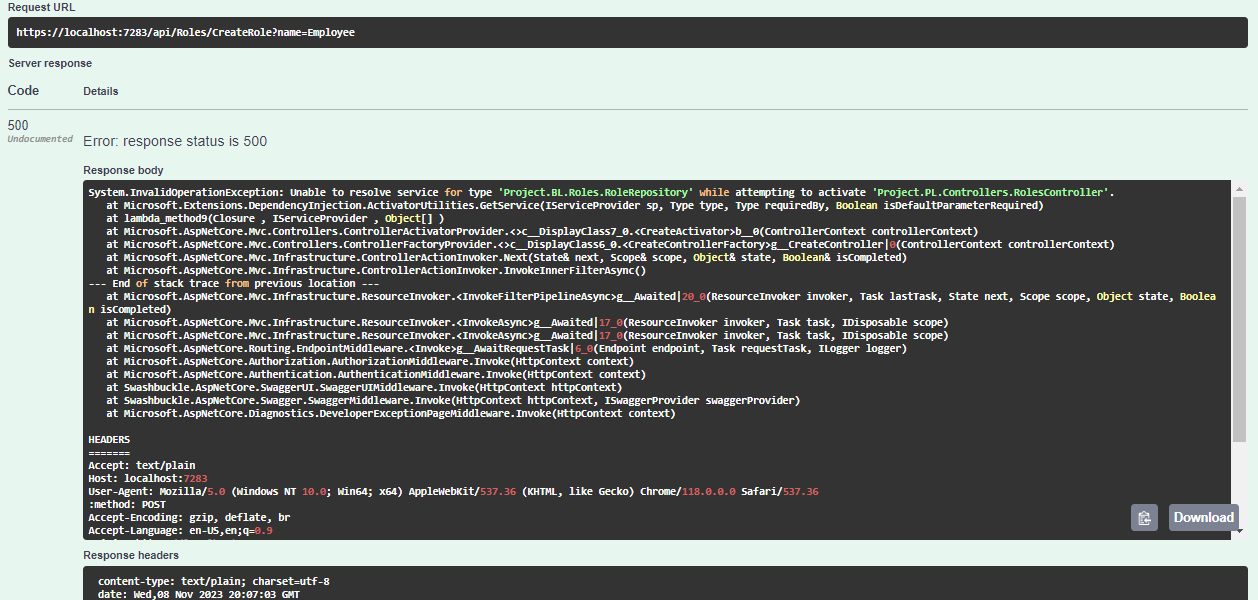 Request URL
https://localhost:7283/api/Roles/CreateRole?name=Employee
Server response
Code Details
500
Undocumented
Error: response status is 500
Response body
System.InvalidOperationException: Unable to resolve service for type 'Project.BL.Roles.RoleRepository' while attempting to activate 'Project.PL.Controllers.RolesController'.
at Microsoft.Extensions.DependencyInjection.ActivatorUtilities.GetService(IServiceProvider sp, Type type, Type requiredBy, Boolean isDefaultParameterRequired)
at lambda_method9(Closure , IServiceProvider , Object[] )
at Microsoft.AspNetCore.Mvc.Controllers.ControllerActivatorProvider.<>c__DisplayClass7_0.<CreateActivator>b__0(ControllerContext controllerContext)
at Microsoft.AspNetCore.Mvc.Controllers.ControllerFactoryProvider.<>c__DisplayClass6_0.<CreateControllerFactory>g__CreateController|0(ControllerContext controllerContext)
at Microsoft.AspNetCore.Mvc.Infrastructure.ControllerActionInvoker.Next(State& next, Scope& scope, Object& state, Boolean& isCompleted)
at Microsoft.AspNetCore.Mvc.Infrastructure.ControllerActionInvoker.InvokeInnerFilterAsync()
--- End of stack trace from previous location ---
at Microsoft.AspNetCore.Mvc.Infrastructure.ResourceInvoker.<InvokeFilterPipelineAsync>g__Awaited|20_0(ResourceInvoker invoker, Task lastTask, State next, Scope scope, Object state, Boolea
n isCompleted)
at Microsoft.AspNetCore.Mvc.Infrastructure.ResourceInvoker.<InvokeAsync>g__Awaited|17_0(ResourceInvoker invoker, Task task, IDisposable scope)
at Microsoft.AspNetCore.Mvc.Infrastructure.ResourceInvoker.<InvokeAsync>g__Awaited|17_0(ResourceInvoker invoker, Task task, IDisposable scope)
at Microsoft.AspNetCore.Routing.EndpointMiddleware.<Invoke>g__AwaitRequestTask|6_0(Endpoint endpoint, Task requestTask, ILogger logger)
at Microsoft.AspNetCore.Authorization.AuthorizationMiddleware.Invoke(HttpContext context)
at Microsoft.AspNetCore.Authentication.AuthenticationMiddleware.Invoke(HttpContext context)
at Swashbuckle.AspNetCore.SwaggerUI.SwaggerUIMiddleware.Invoke(HttpContext httpContext)
at Swashbuckle.AspNetCore.Swagger.SwaggerMiddleware.Invoke(HttpContext httpContext, ISwaggerProvider swaggerProvider)
at Microsoft.AspNetCore.Diagnostics.DeveloperExceptionPageMiddleware.Invoke(HttpContext context)
HEADERS
=======
Accept: text/plain
Host: localhost:7283
User-Agent: Mozilla/5.0 (Windows NT 10.0; Win64; x64) AppleWebKit/537.36 (KHTML, like Gecko) Chrome/118.0.0.0 Safari/537.36
:method: POST
Accept-Encoding: gzip, deflate, br
Accept-Language: en-US,en;q=0.9
Download
Response headers
content-type: text/plain; charset=utf-8
date: Wed,08 Nov 2023 20:07:03 GMT